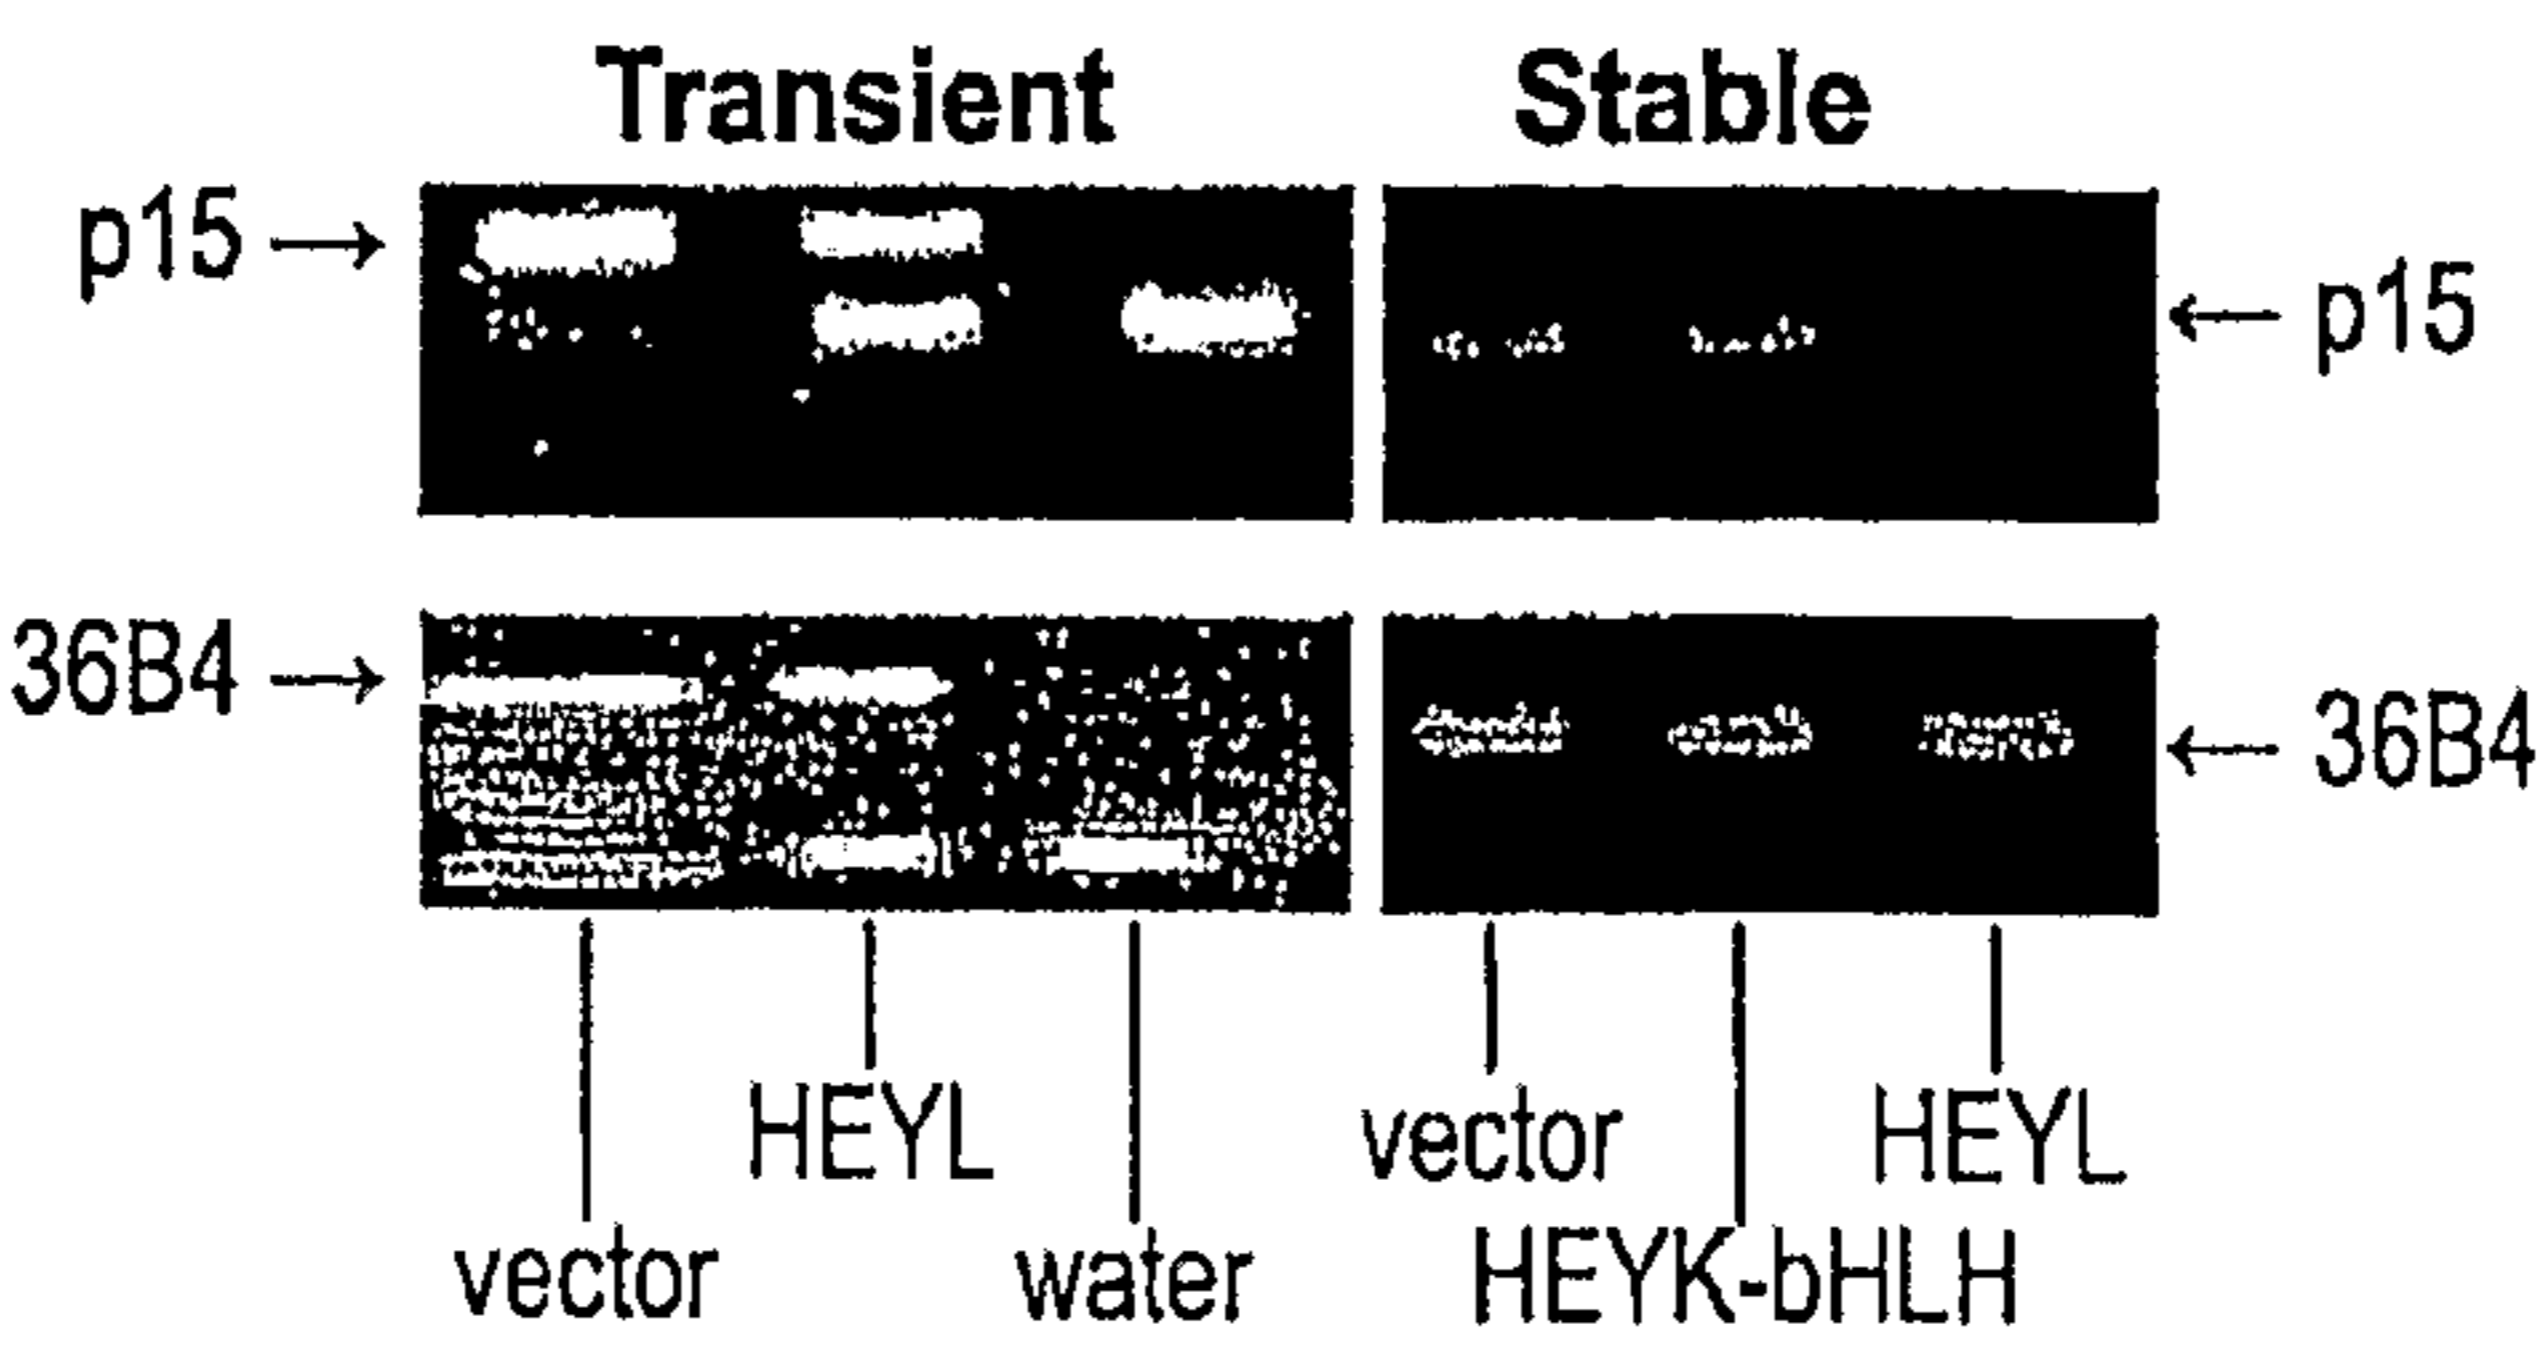 Transient Stable
p15 → ← p15
36B4 → ← 36B4
HEYL vector HEYL
vector water HEYK-bHLH